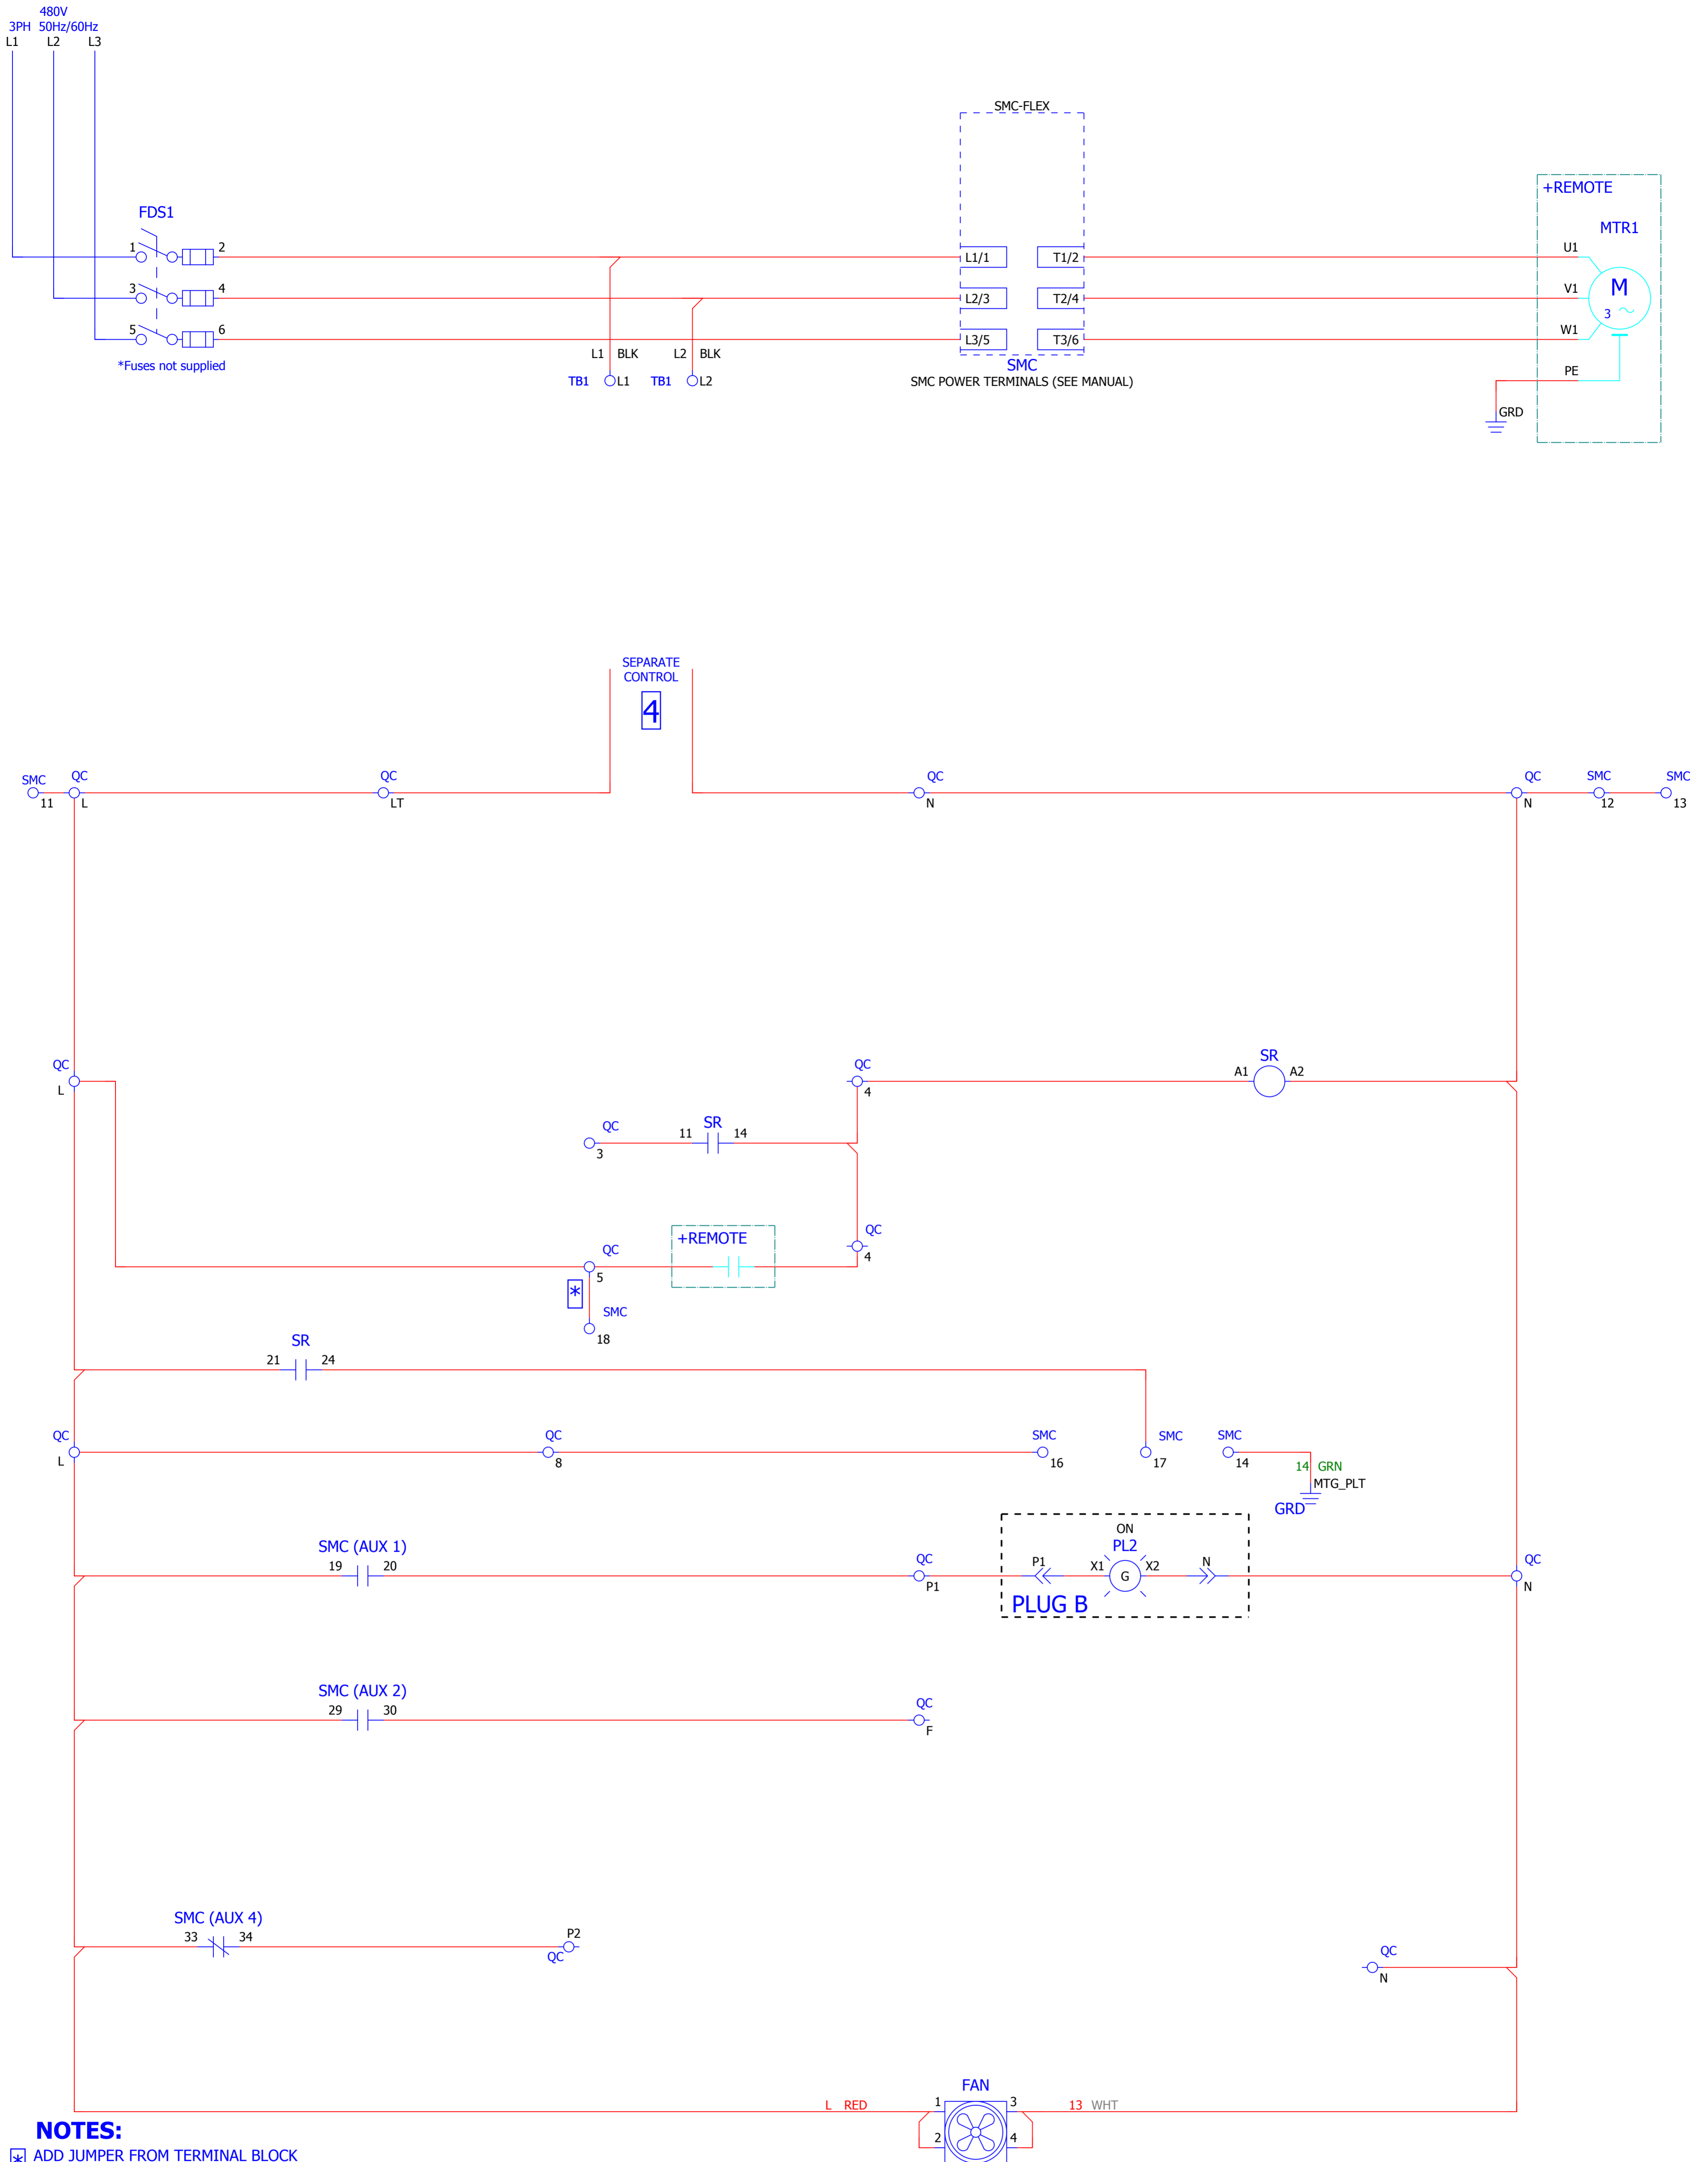 480V
3PH 50Hz/60Hz
L1 L2 L3
SMC-FLEX
+REMOTE
FDS1
MTR1
1 2 L1/1 T1/2 U1
3 4 L2/3 T2/4 V1 M
3
5 6 L3/5 T3/6 W1
*Fuses not supplied
L1 BLK L2 BLK
SMC
TB1 L1 TB1 L2
SMC POWER TERMINALS (SEE MANUAL)
PE
GRD
SEPARATE
CONTROL
4
SMC QC QC QC QC SMC SMC
11 L LT N N 12 13
QC QC SR
L 4 A1 A2
QC SR
3 11 14
QC +REMOTE QC
5 4
*
SMC
18
SR
21 24
QC QC SMC SMC SMC
L 8 16 17 14
14 GRN
MTG_PLT
GRD
SMC (AUX 1)
19 20
QC
P1
ON
PL2
P1 X1 G X2 N
PLUG B
QC
N
SMC (AUX 2)
29 30
QC
F
SMC (AUX 4)
33 34
P2
QC
QC
N
FAN
L RED 1 3 13 WHT
2 4
NOTES:
* ADD JUMPER FROM TERMINAL BLOCK